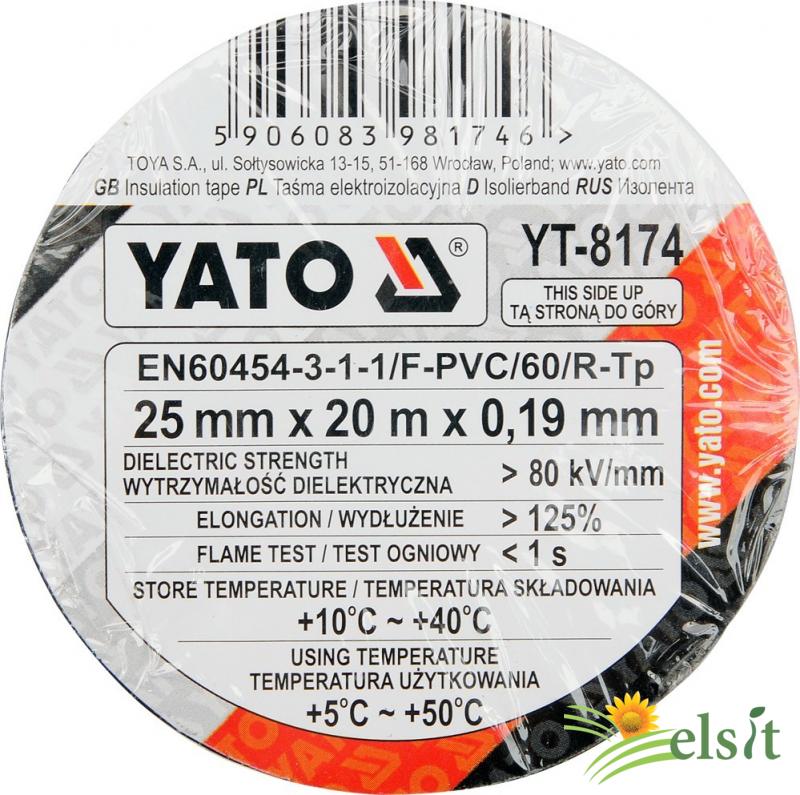 5 906083 981746 >
TOYA S.A., ul. Sołtysowicka 13-15, 51-168 Wrocław, Poland; www.yato.com
GB Insulation tape PL Taśma elektroizolacyjna D Isolierband RUS Изолента
YATO ®
YT-8174
THIS SIDE UP
TĄ STRONĄ DO GÓRY
EN60454-3-1-1/F-PVC/60/R-Tp
25 mm x 20 m x 0,19 mm
DIELECTRIC STRENGTH
WYTRZYMAŁOŚĆ DIELEKTRYCZNA > 80 kV/mm
ELONGATION / WYDŁUŻENIE > 125%
FLAME TEST / TEST OGNIOWY < 1 s
STORE TEMPERATURE / TEMPERATURA SKŁADOWANIA
+10°C ~ +40°C
USING TEMPERATURE
TEMPERATURA UŻYTKOWANIA
+5°C ~ +50°C
www.yato.com
YATO
elsit